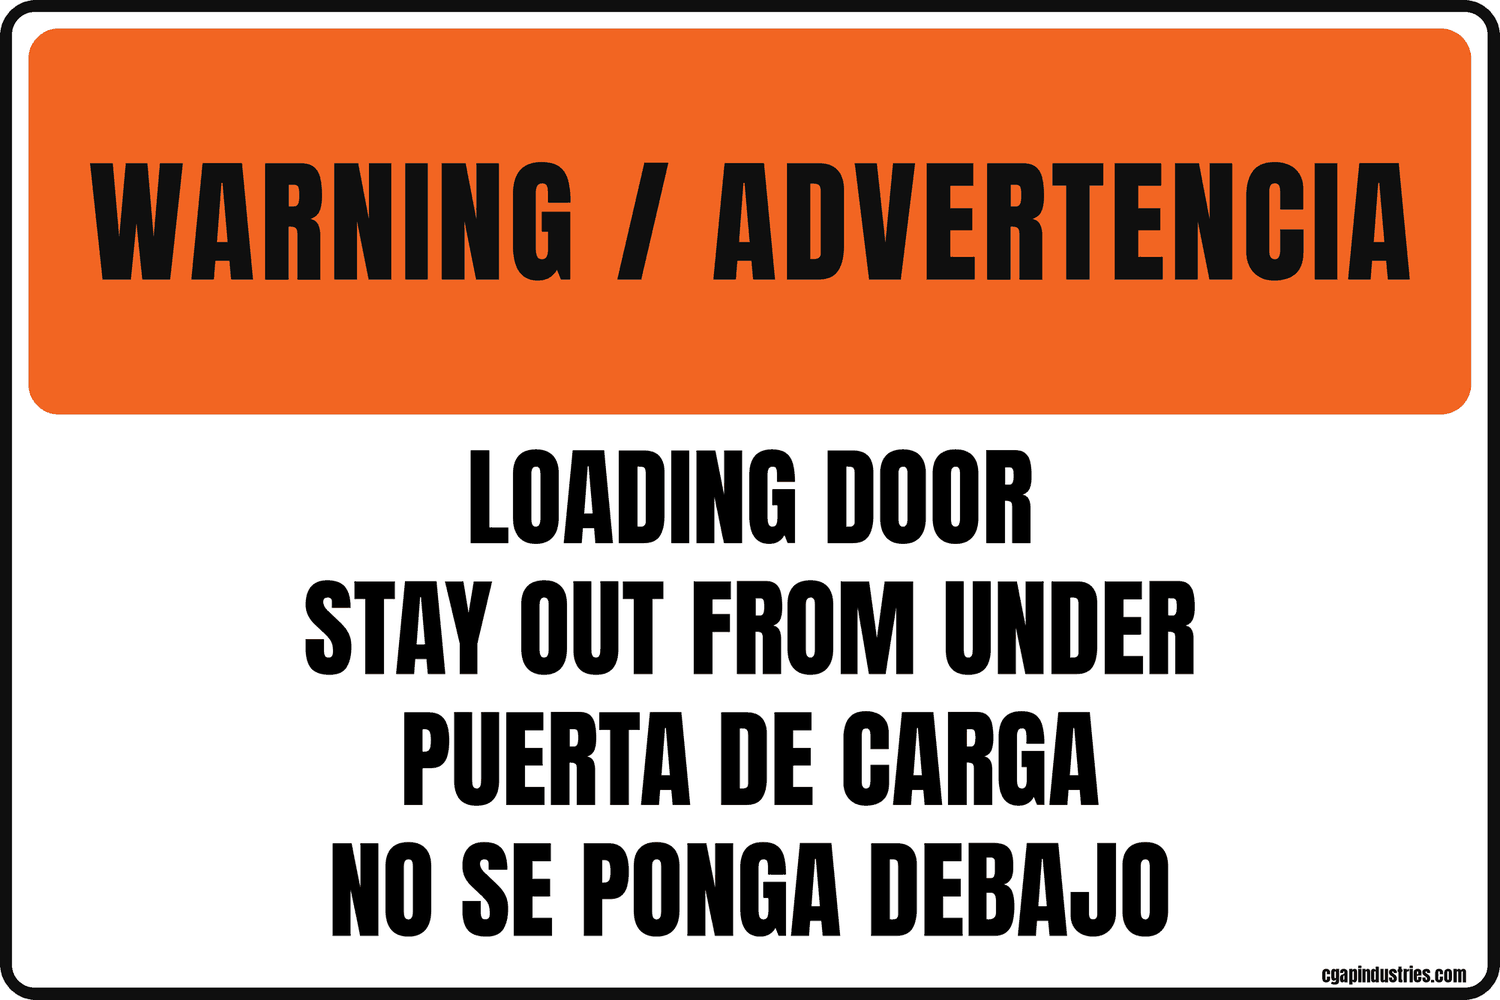 WARNING / ADVERTENCIA
LOADING DOOR
STAY OUT FROM UNDER
PUERTA DE CARGA
NO SE PONGA DEBAJO
cgapindustries.com